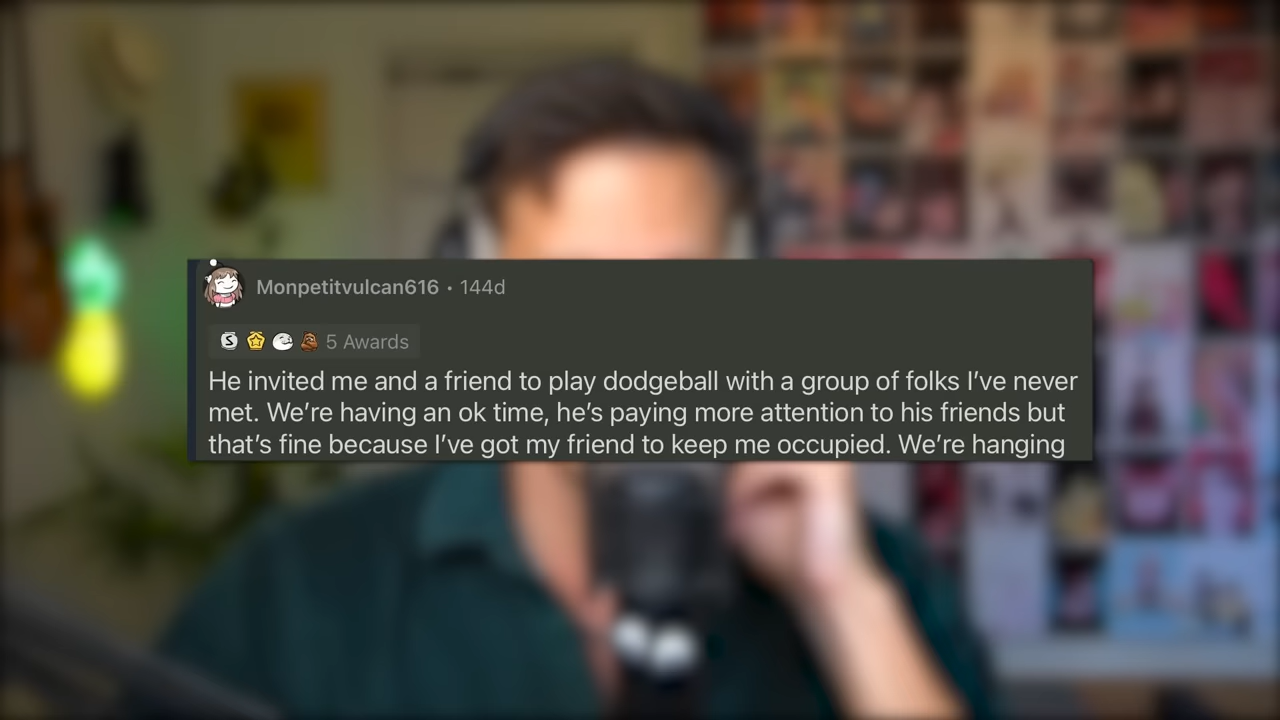 Monpetitvulcan616 • 144d
5 Awards
He invited me and a friend to play dodgeball with a group of folks I’ve never
met. We’re having an ok time, he’s paying more attention to his friends but
that’s fine because I’ve got my friend to keep me occupied. We’re hanging